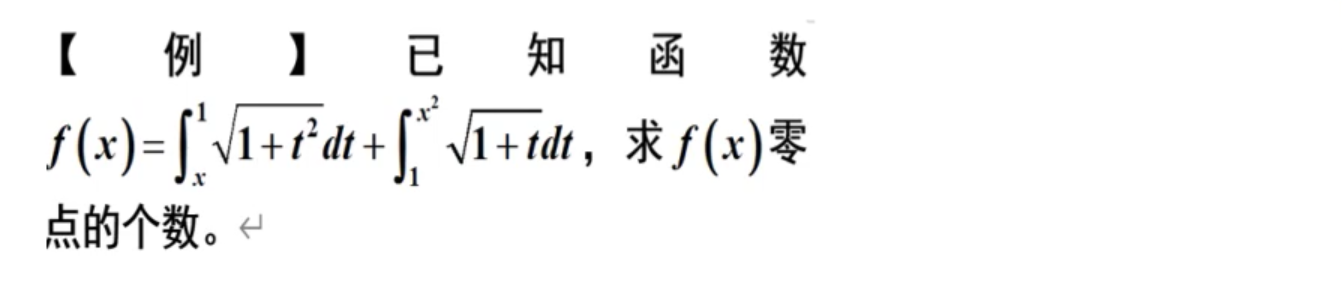 【例】已知函数
f(x)=∫_x^1 √(1+t²)dt+∫_1^{x²} √(1+t)dt，求f(x)零
点的个数。↵